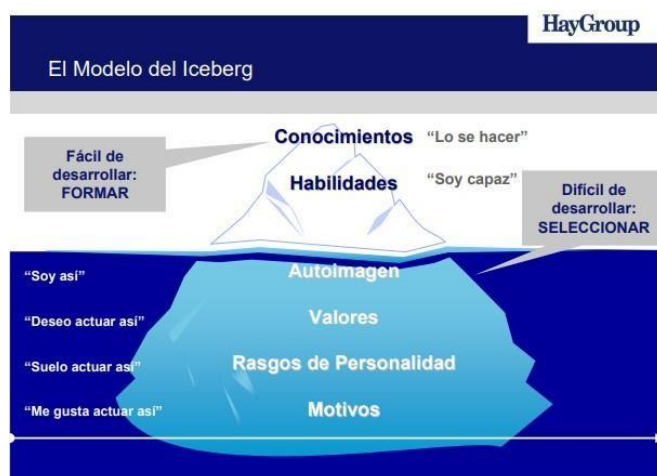 HayGroup
El Modelo del Iceberg
Conocimientos "Lo se hacer"
Fácil de
desarrollar:
FORMAR
Habilidades "Soy capaz"
Difícil de
desarrollar:
SELECCIONAR
"Soy así" Autoimagen
"Deseo actuar así" Valores
"Suelo actuar así" Rasgos de Personalidad
"Me gusta actuar así" Motivos